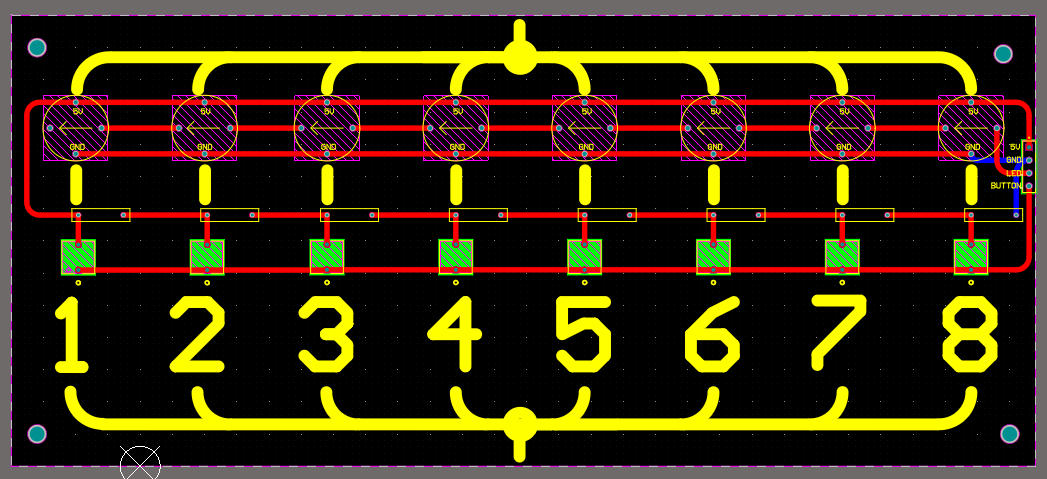 5V 5V 5V 5V 5V 5V 5V 5V
GND GND GND GND GND GND GND GND
5V
GND
LED
BUTTON
1 2 3 4 5 6 7 8